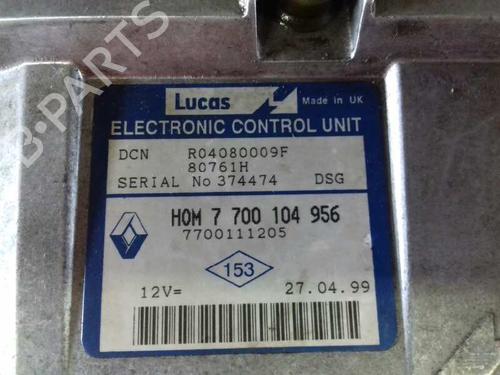 Lucas Made in UK
ELECTRONIC CONTROL UNIT
DCN R04080009F
80761H
SERIAL No 374474 DSG
HOM 7 700 104 956
7700111205
153
12V= 27.04.99
B-PARTS